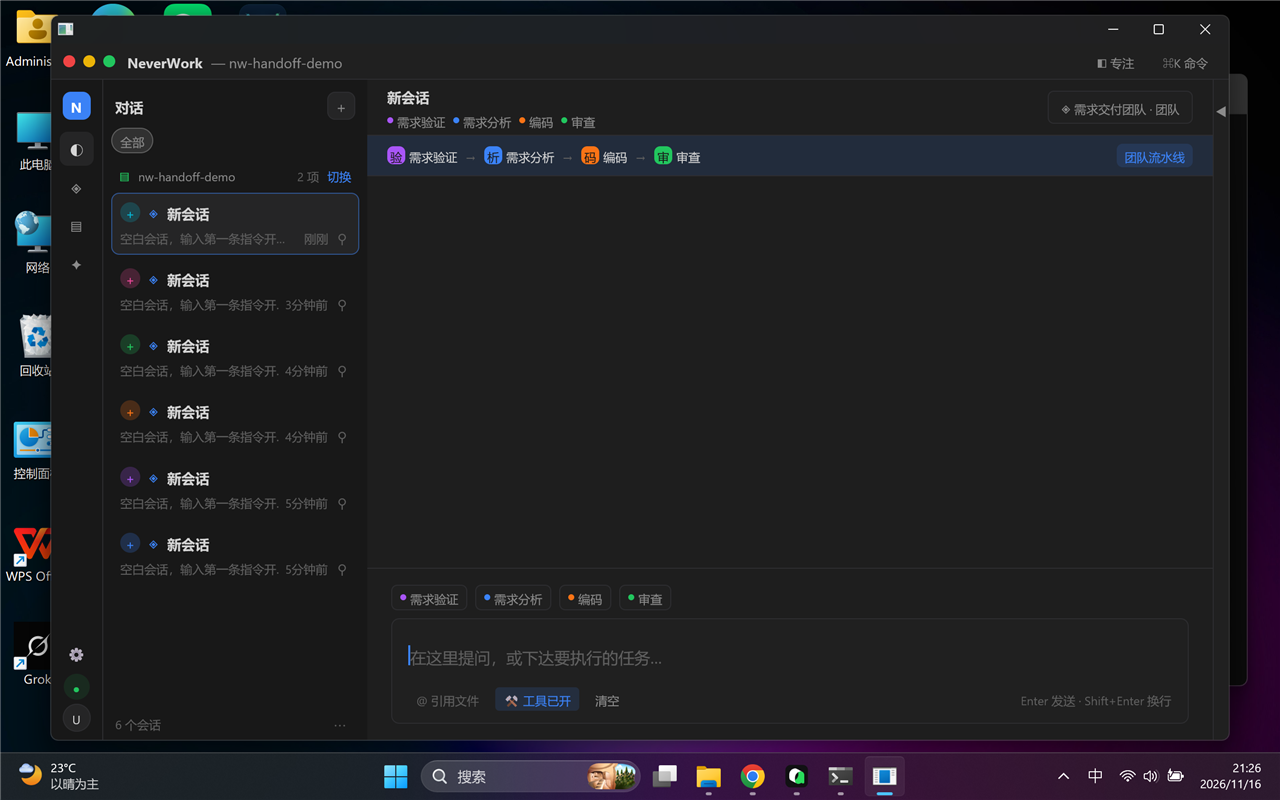 Adminis
此电脑
网络
回收站
控制面
WPS Of
Grok
NeverWork — nw-handoff-demo
专注
⌘K 命令
N
对话
+
全部
nw-handoff-demo 2 项 切换
+ 新会话
空白会话，输入第一条指令开... 刚刚
+ 新会话
空白会话，输入第一条指令开. 3分钟前
+ 新会话
空白会话，输入第一条指令开. 4分钟前
+ 新会话
空白会话，输入第一条指令开. 4分钟前
+ 新会话
空白会话，输入第一条指令开. 5分钟前
+ 新会话
空白会话，输入第一条指令开. 5分钟前
U
6 个会话 ...
新会话
需求验证 需求分析 编码 审查
需求交付团队 · 团队
验 需求验证 → 析 需求分析 → 码 编码 → 审 审查
团队流水线
需求验证 需求分析 编码 审查
在这里提问，或下达要执行的任务...
@ 引用文件 工具已开 清空
Enter 发送 · Shift+Enter 换行
23°C
以晴为主
搜索
中
21:26
2026/11/16